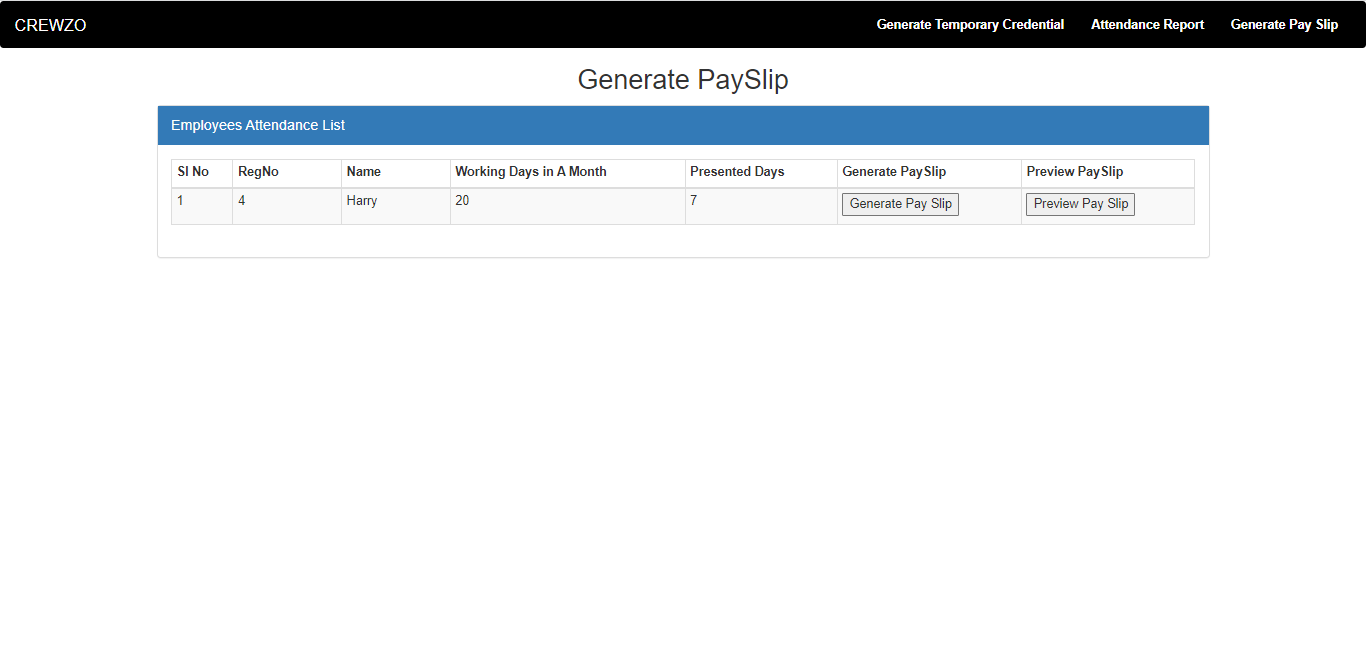 CREWZO Generate Temporary Credential Attendance Report Generate Pay Slip
Generate PaySlip
Employees Attendance List
Sl No RegNo Name Working Days in A Month Presented Days Generate PaySlip Preview PaySlip
1 4 Harry 20 7 Generate Pay Slip Preview Pay Slip